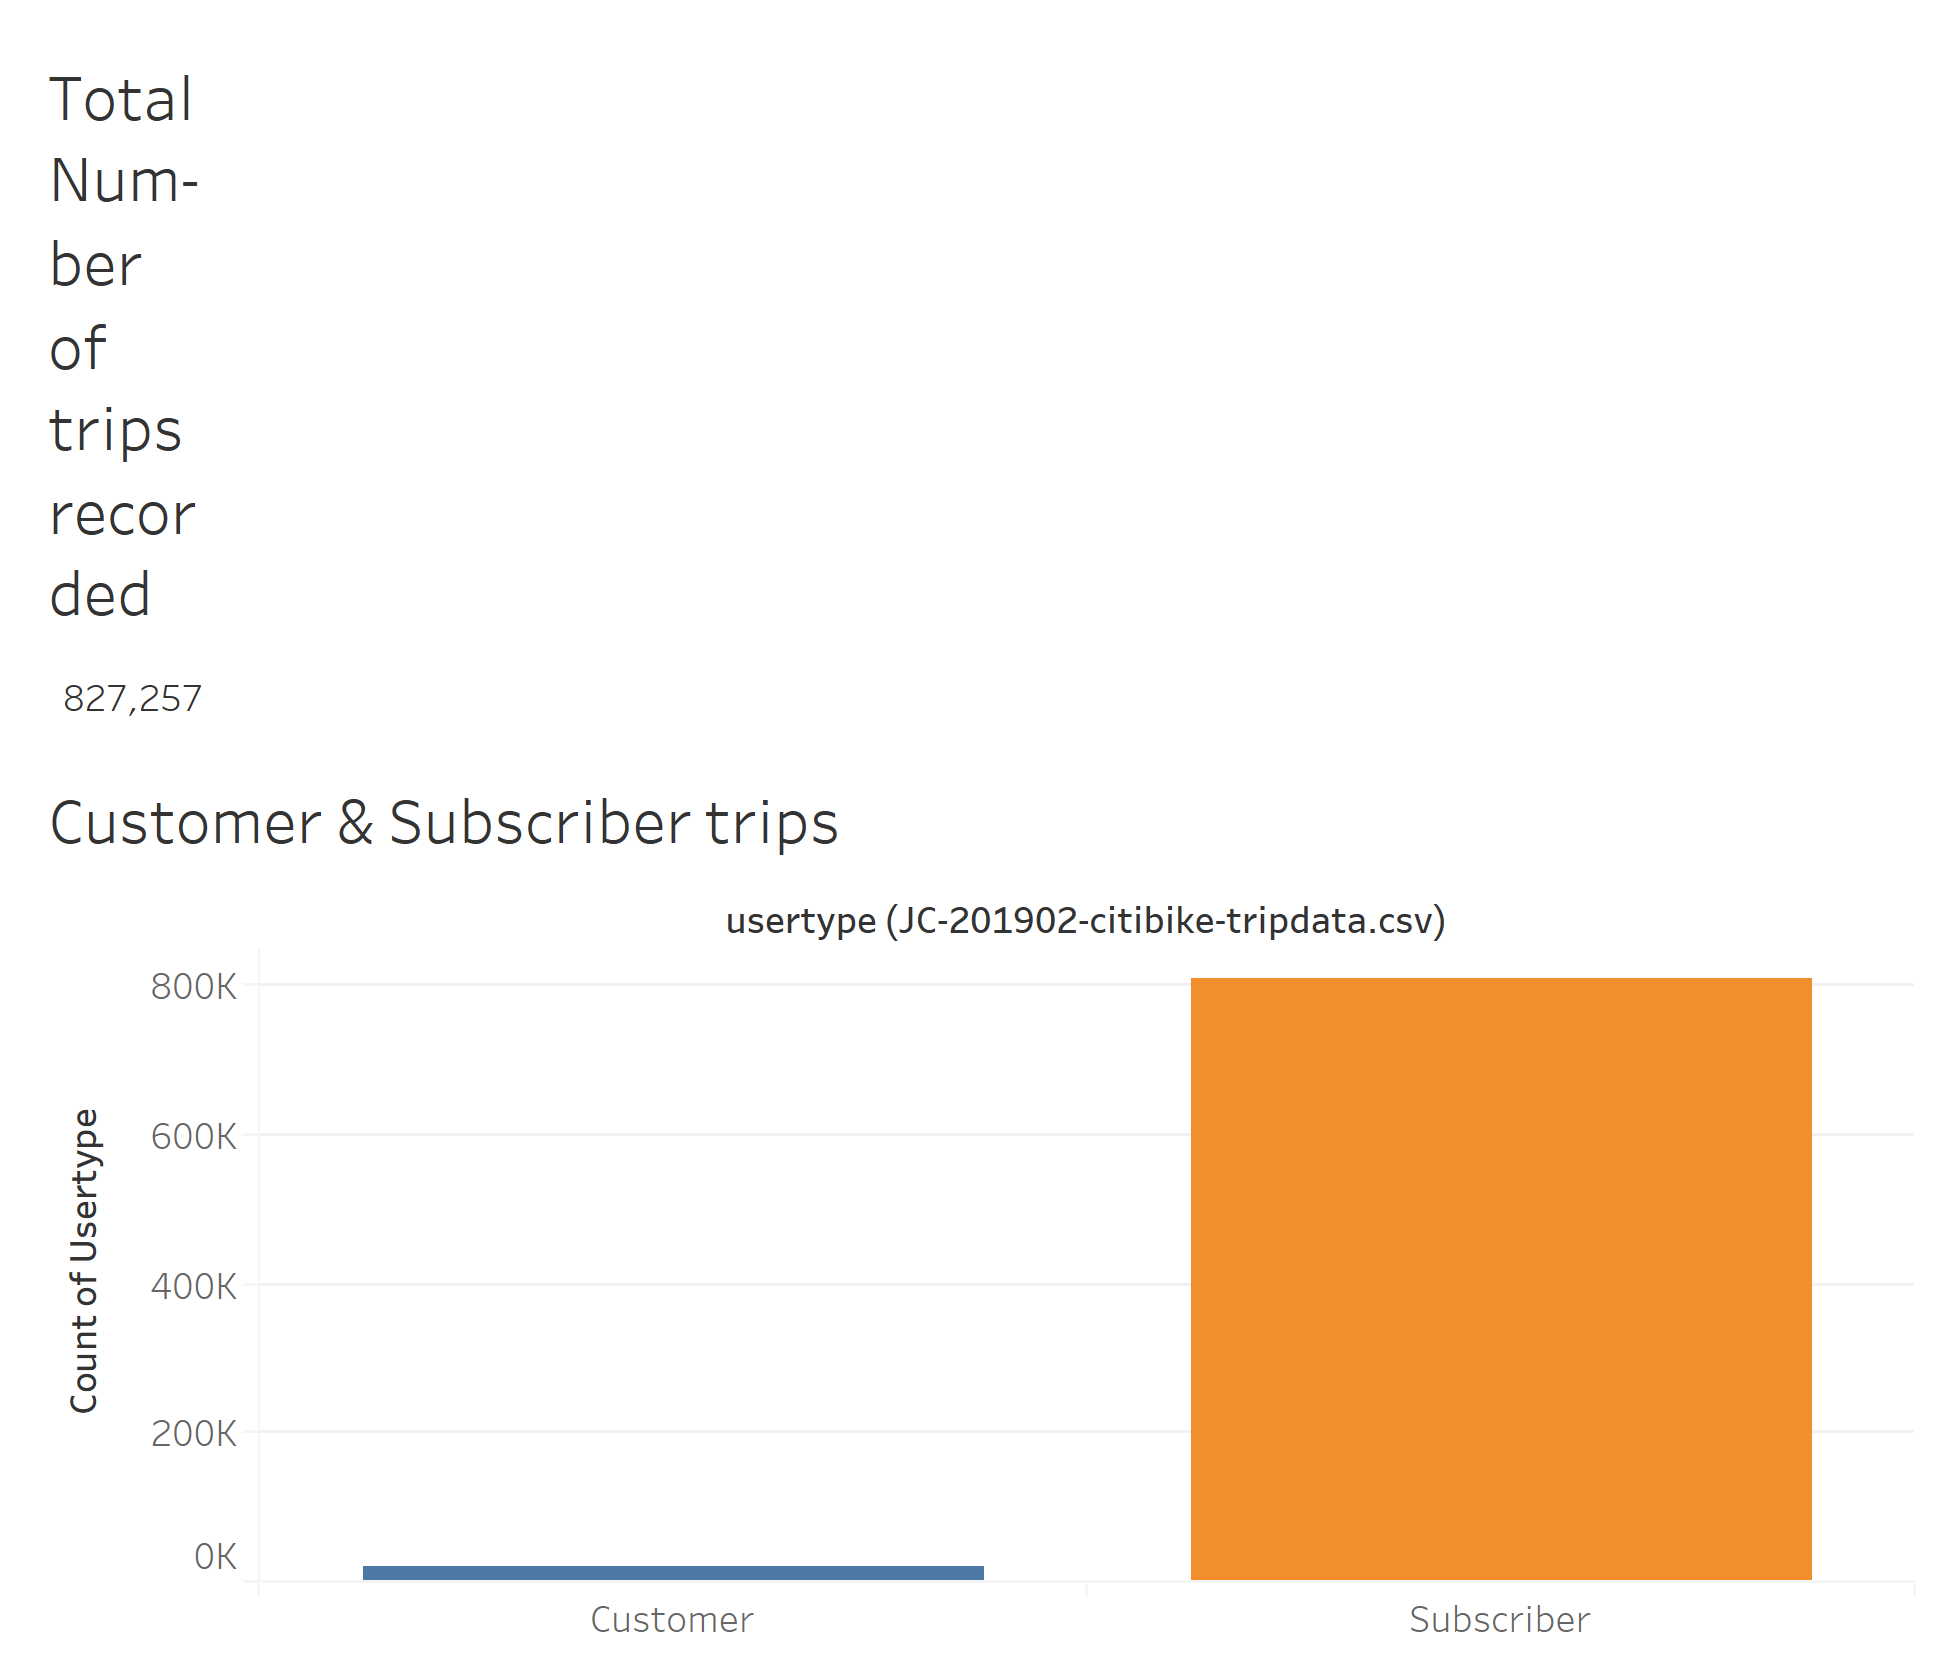 Total
Num-
ber
of
trips
recor
ded
827,257
Customer & Subscriber trips
usertype (JC-201902-citibike-tripdata.csv)
800K
600K
400K
200K
0K
Count of Usertype
Customer
Subscriber